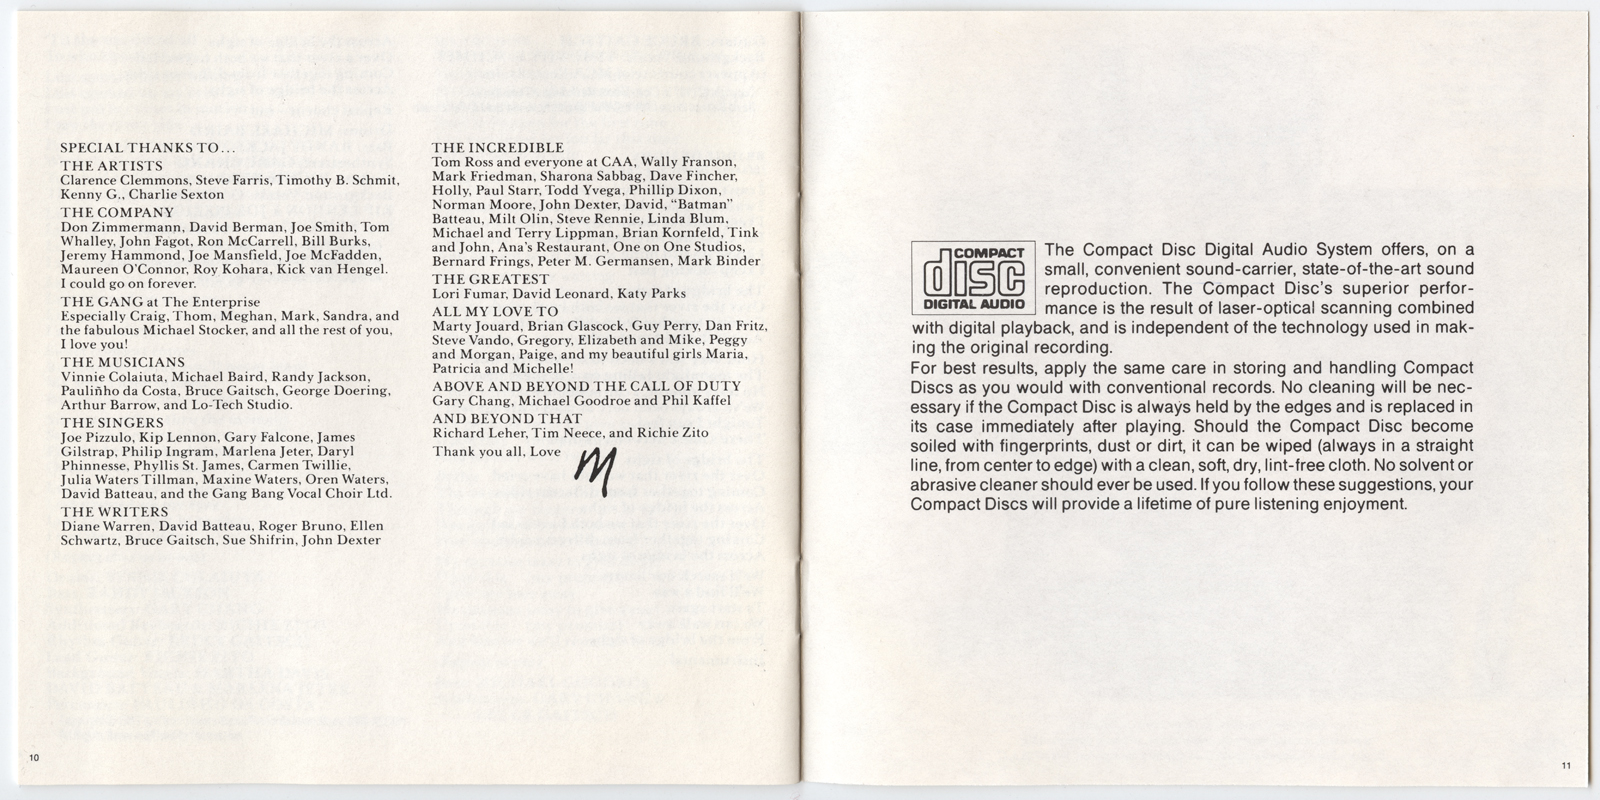 SPECIAL THANKS TO...
THE ARTISTS
Clarence Clemmons, Steve Farris, Timothy B. Schmit,
Kenny G., Charlie Sexton
THE COMPANY
Don Zimmermann, David Berman, Joe Smith, Tom
Whalley, John Fagot, Ron McCarrell, Bill Burks,
Jeremy Hammond, Joe Mansfield, Joe McFadden,
Maureen O'Connor, Roy Kohara, Kick van Hengel.
I could go on forever.
THE GANG at The Enterprise
Especially Craig, Thom, Meghan, Mark, Sandra, and
the fabulous Michael Stocker, and all the rest of you,
I love you!
THE MUSICIANS
Vinnie Colaiuta, Michael Baird, Randy Jackson,
Pauliñho da Costa, Bruce Gaitsch, George Doering,
Arthur Barrow, and Lo-Tech Studio.
THE SINGERS
Joe Pizzulo, Kip Lennon, Gary Falcone, James
Gilstrap, Philip Ingram, Marlena Jeter, Daryl
Phinnesse, Phyllis St. James, Carmen Twillie,
Julia Waters Tillman, Maxine Waters, Oren Waters,
David Batteau, and the Gang Bang Vocal Choir Ltd.
THE WRITERS
Diane Warren, David Batteau, Roger Bruno, Ellen
Schwartz, Bruce Gaitsch, Sue Shifrin, John Dexter
THE INCREDIBLE
Tom Ross and everyone at CAA, Wally Franson,
Mark Friedman, Sharona Sabbag, Dave Fincher,
Holly, Paul Starr, Todd Yvega, Phillip Dixon,
Norman Moore, John Dexter, David, "Batman"
Batteau, Milt Olin, Steve Rennie, Linda Blum,
Michael and Terry Lippman, Brian Kornfeld, Tink
and John, Ana's Restaurant, One on One Studios,
Bernard Frings, Peter M. Germansen, Mark Binder
THE GREATEST
Lori Fumar, David Leonard, Katy Parks
ALL MY LOVE TO
Marty Jouard, Brian Glascock, Guy Perry, Dan Fritz,
Steve Vando, Gregory, Elizabeth and Mike, Peggy
and Morgan, Paige, and my beautiful girls Maria,
Patricia and Michelle!
ABOVE AND BEYOND THE CALL OF DUTY
Gary Chang, Michael Goodroe and Phil Kaffel
AND BEYOND THAT
Richard Leher, Tim Neece, and Richie Zito
Thank you all, Love M
10
COMPACT
disc
DIGITAL AUDIO
The Compact Disc Digital Audio System offers, on a
small, convenient sound-carrier, state-of-the-art sound
reproduction. The Compact Disc's superior perfor-
mance is the result of laser-optical scanning combined
with digital playback, and is independent of the technology used in mak-
ing the original recording.
For best results, apply the same care in storing and handling Compact
Discs as you would with conventional records. No cleaning will be nec-
essary if the Compact Disc is always held by the edges and is replaced in
its case immediately after playing. Should the Compact Disc become
soiled with fingerprints, dust or dirt, it can be wiped (always in a straight
line, from center to edge) with a clean, soft, dry, lint-free cloth. No solvent or
abrasive cleaner should ever be used. If you follow these suggestions, your
Compact Discs will provide a lifetime of pure listening enjoyment.
11